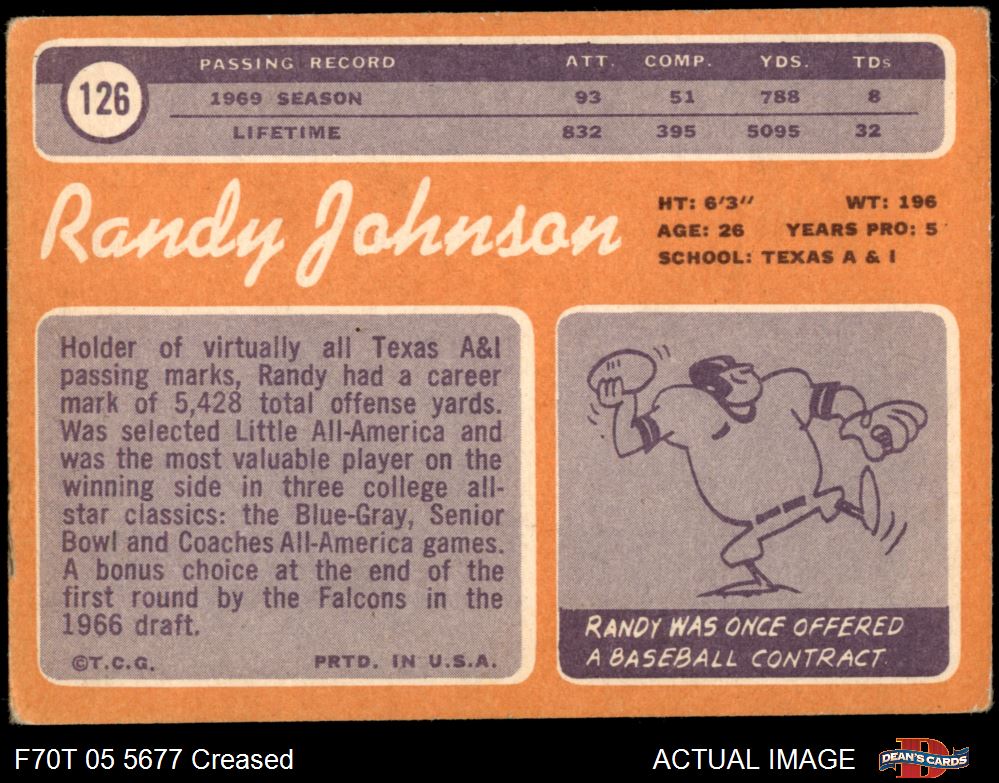 126
PASSING RECORD ATT. COMP. YDS. TDs
1969 SEASON 93 51 788 8
LIFETIME 832 395 5095 32
Randy Johnson
HT: 6'3" WT: 196
AGE: 26 YEARS PRO: 5
SCHOOL: TEXAS A & I
Holder of virtually all Texas A&I
passing marks, Randy had a career
mark of 5,428 total offense yards.
Was selected Little All-America and
was the most valuable player on the
winning side in three college all-
star classics: the Blue-Gray, Senior
Bowl and Coaches All-America games.
A bonus choice at the end of the
first round by the Falcons in the
1966 draft.
©T.C.G. PRTD. IN U.S.A.
RANDY WAS ONCE OFFERED
A BASEBALL CONTRACT.
F70T 05 5677 Creased
ACTUAL IMAGE
D
DEAN'S CARDS